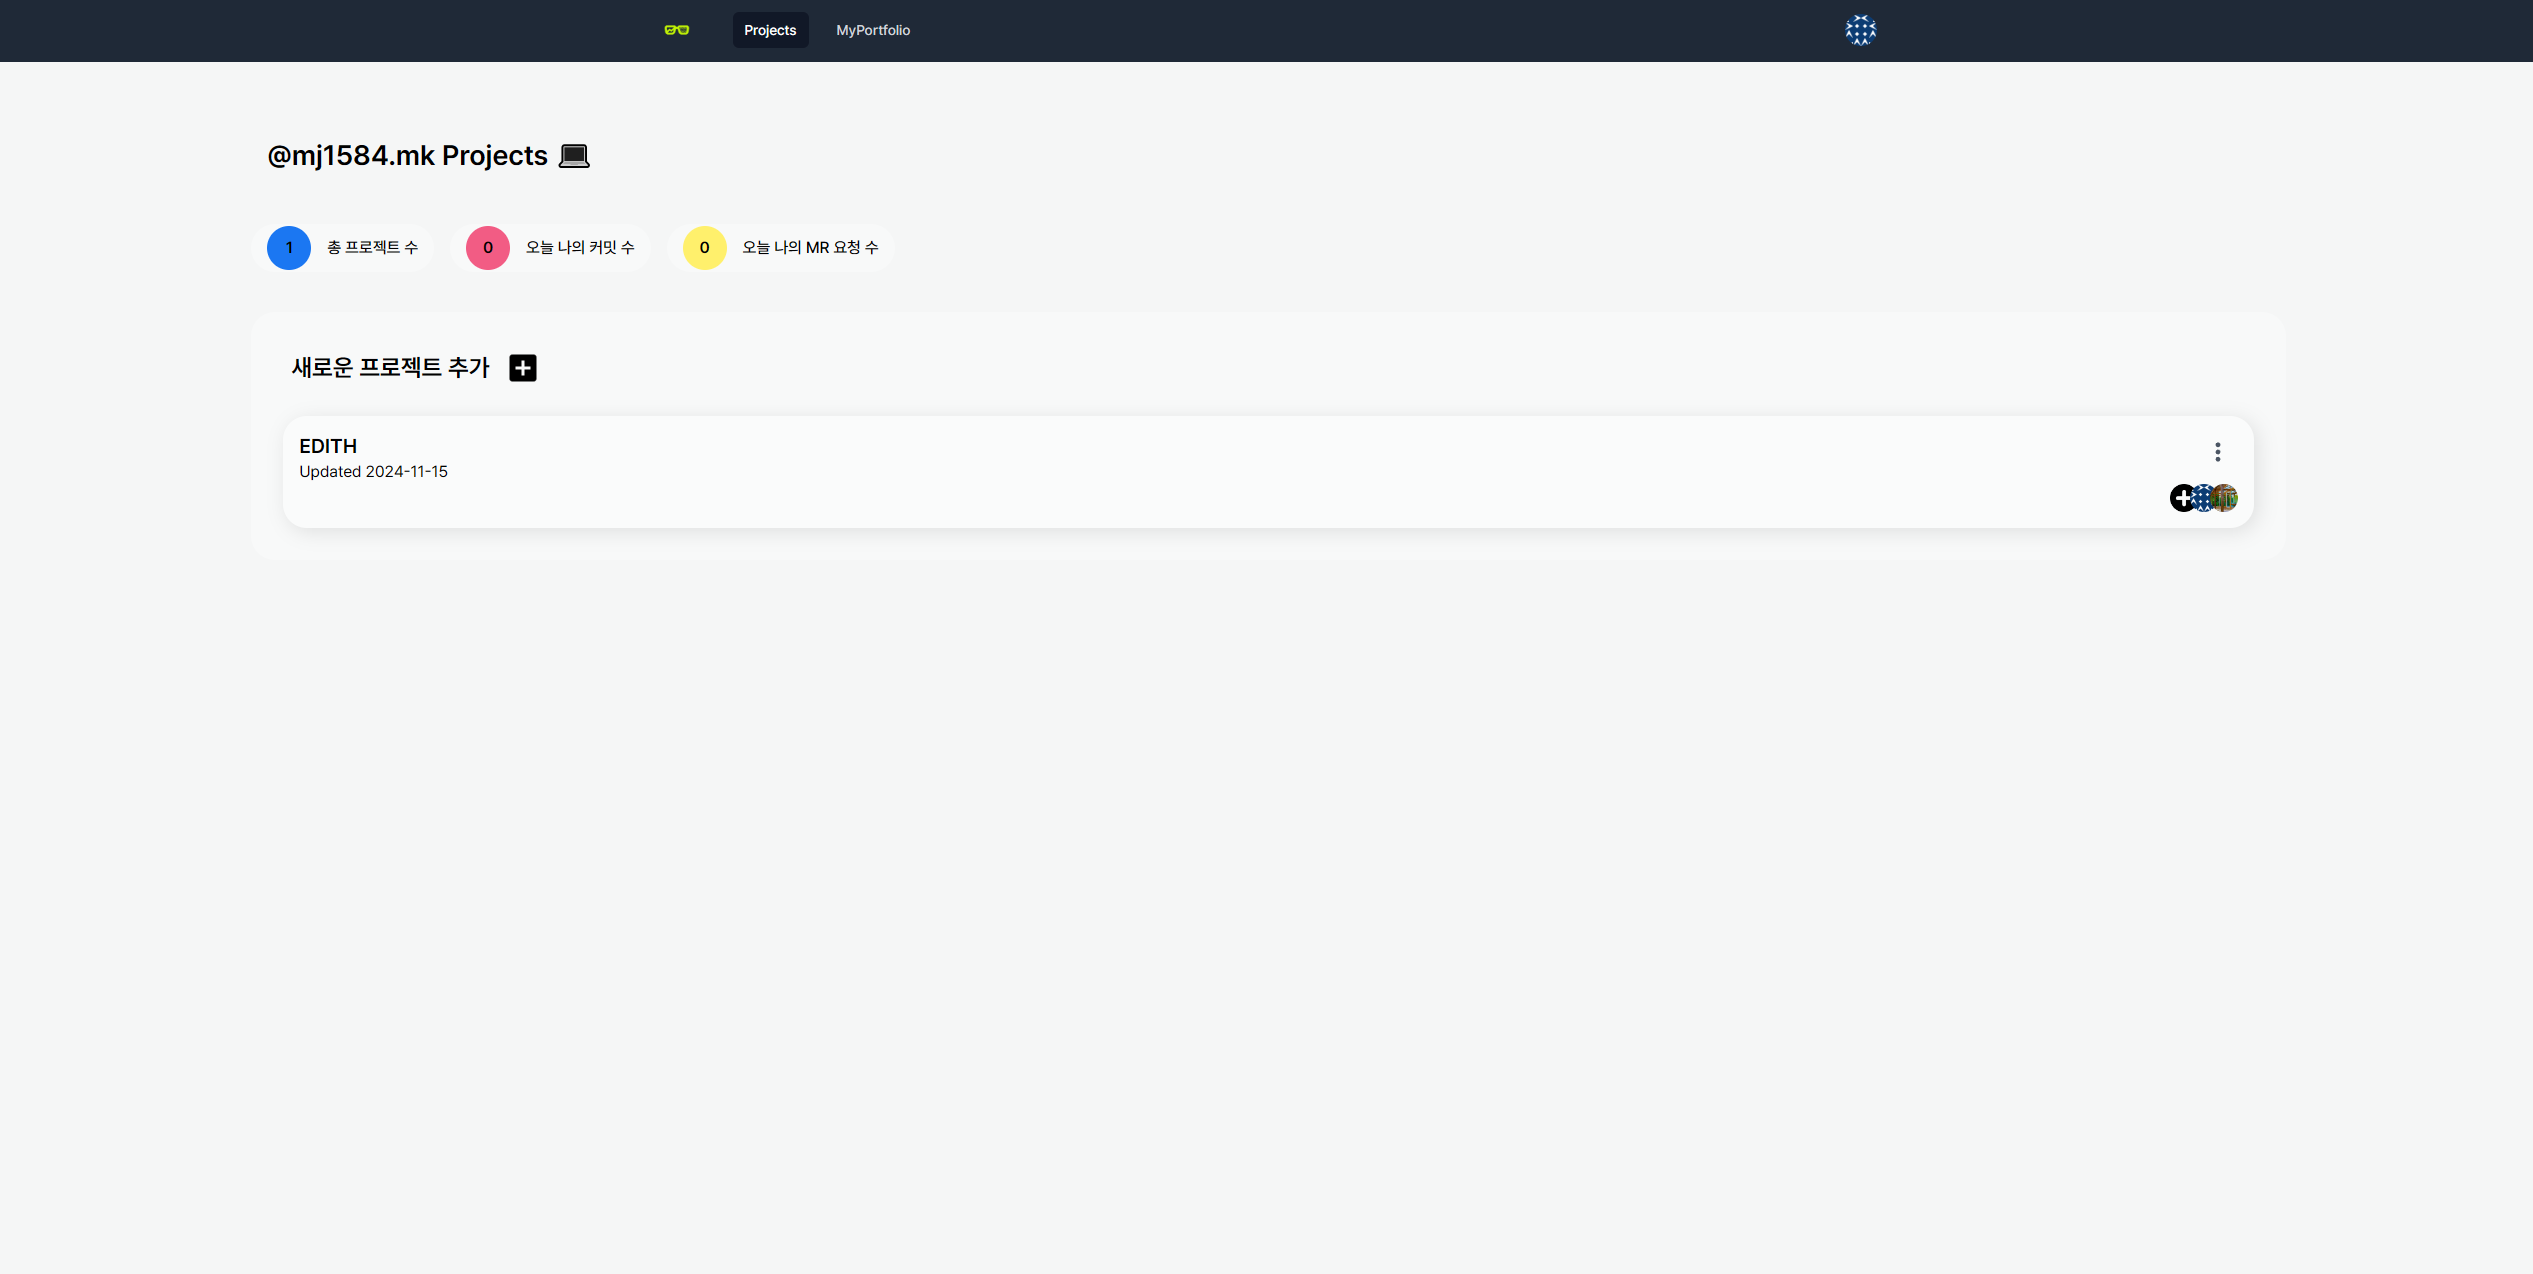 Projects MyPortfolio
@mj1584.mk Projects 💻
1 총 프로젝트 수 0 오늘 나의 커밋 수 0 오늘 나의 MR 요청 수
새로운 프로젝트 추가
EDITH
Updated 2024-11-15